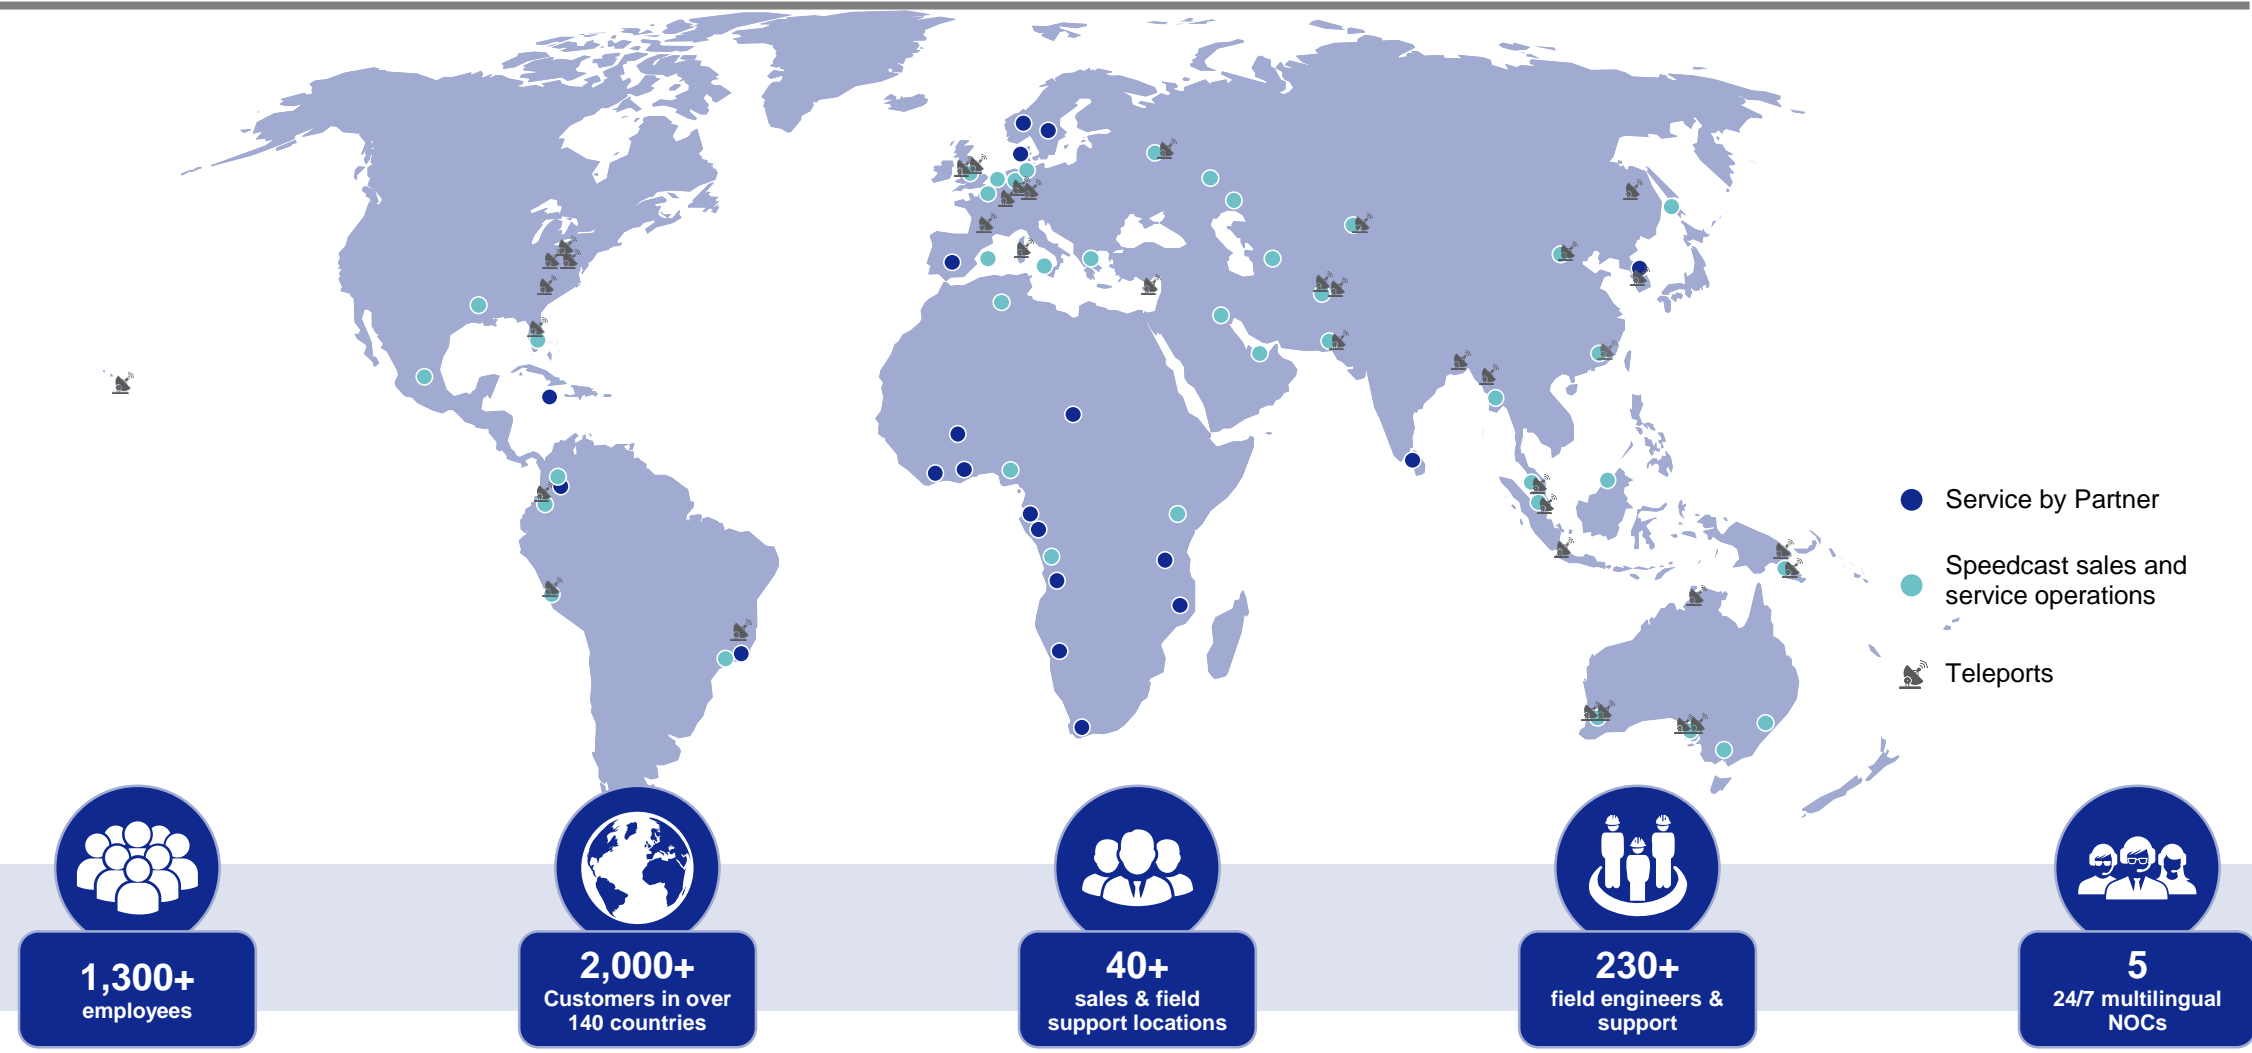 Service by Partner
Speedcast sales and
service operations
Teleports
1,300+
employees
2,000+
Customers in over
140 countries
40+
sales & field
support locations
230+
field engineers &
support
5
24/7 multilingual
NOCs